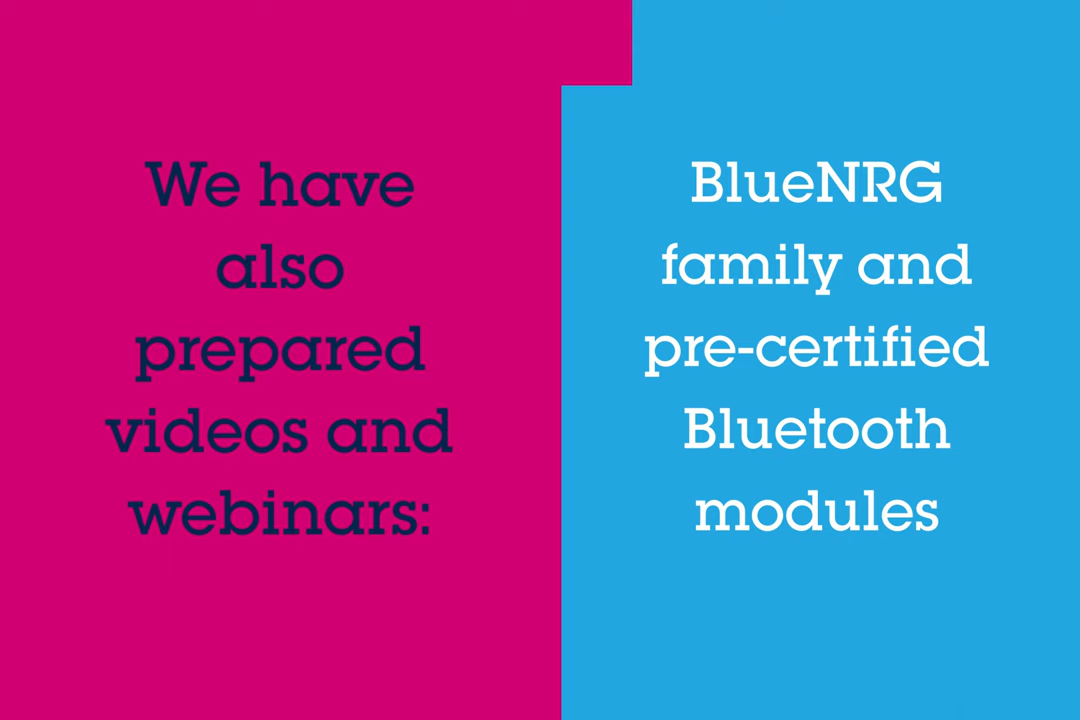 We have
also
prepared
videos and
webinars:
BlueNRG
family and
pre-certified
Bluetooth
modules